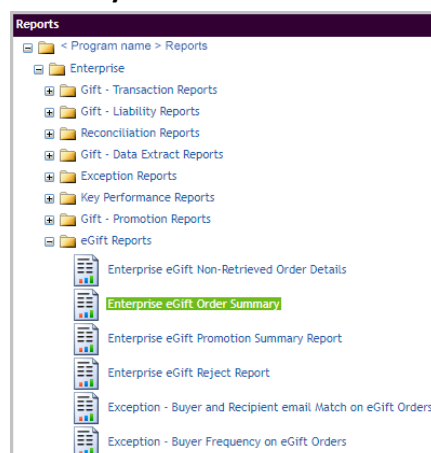 Reports
< Program name > Reports
Enterprise
Gift - Transaction Reports
Gift - Liability Reports
Reconciliation Reports
Gift - Data Extract Reports
Exception Reports
Key Performance Reports
Gift - Promotion Reports
eGift Reports
Enterprise eGift Non-Retrieved Order Details
Enterprise eGift Order Summary
Enterprise eGift Promotion Summary Report
Enterprise eGift Reject Report
Exception - Buyer and Recipient email Match on eGift Orders
Exception - Buyer Frequency on eGift Orders